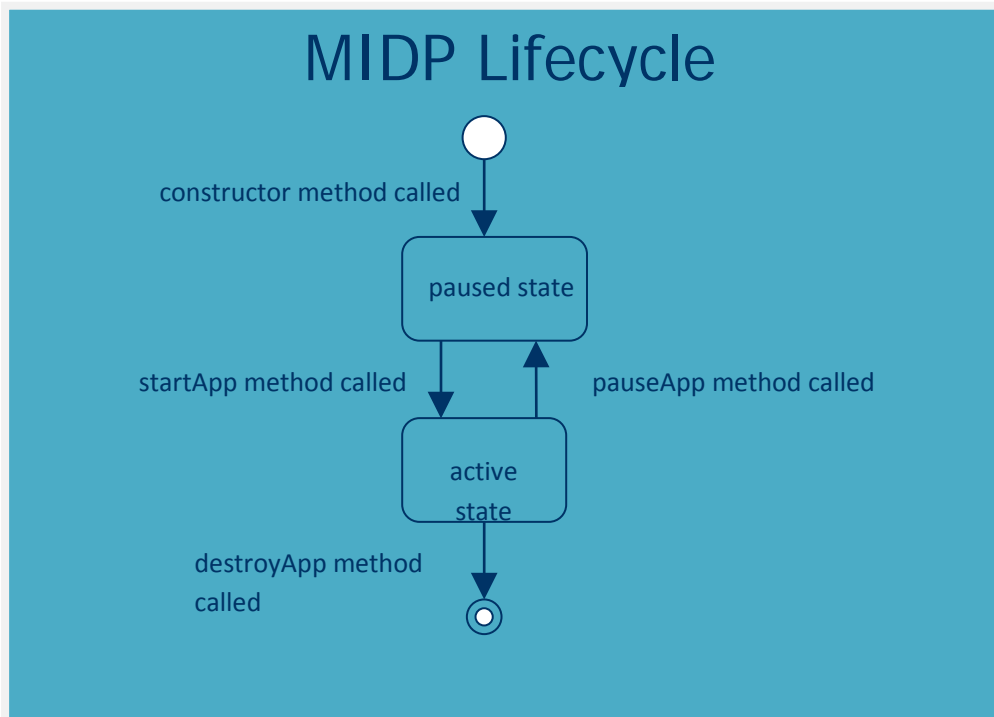 MIDP Lifecycle
constructor method called
paused state
startApp method called
pauseApp method called
active
state
destroyApp method
called